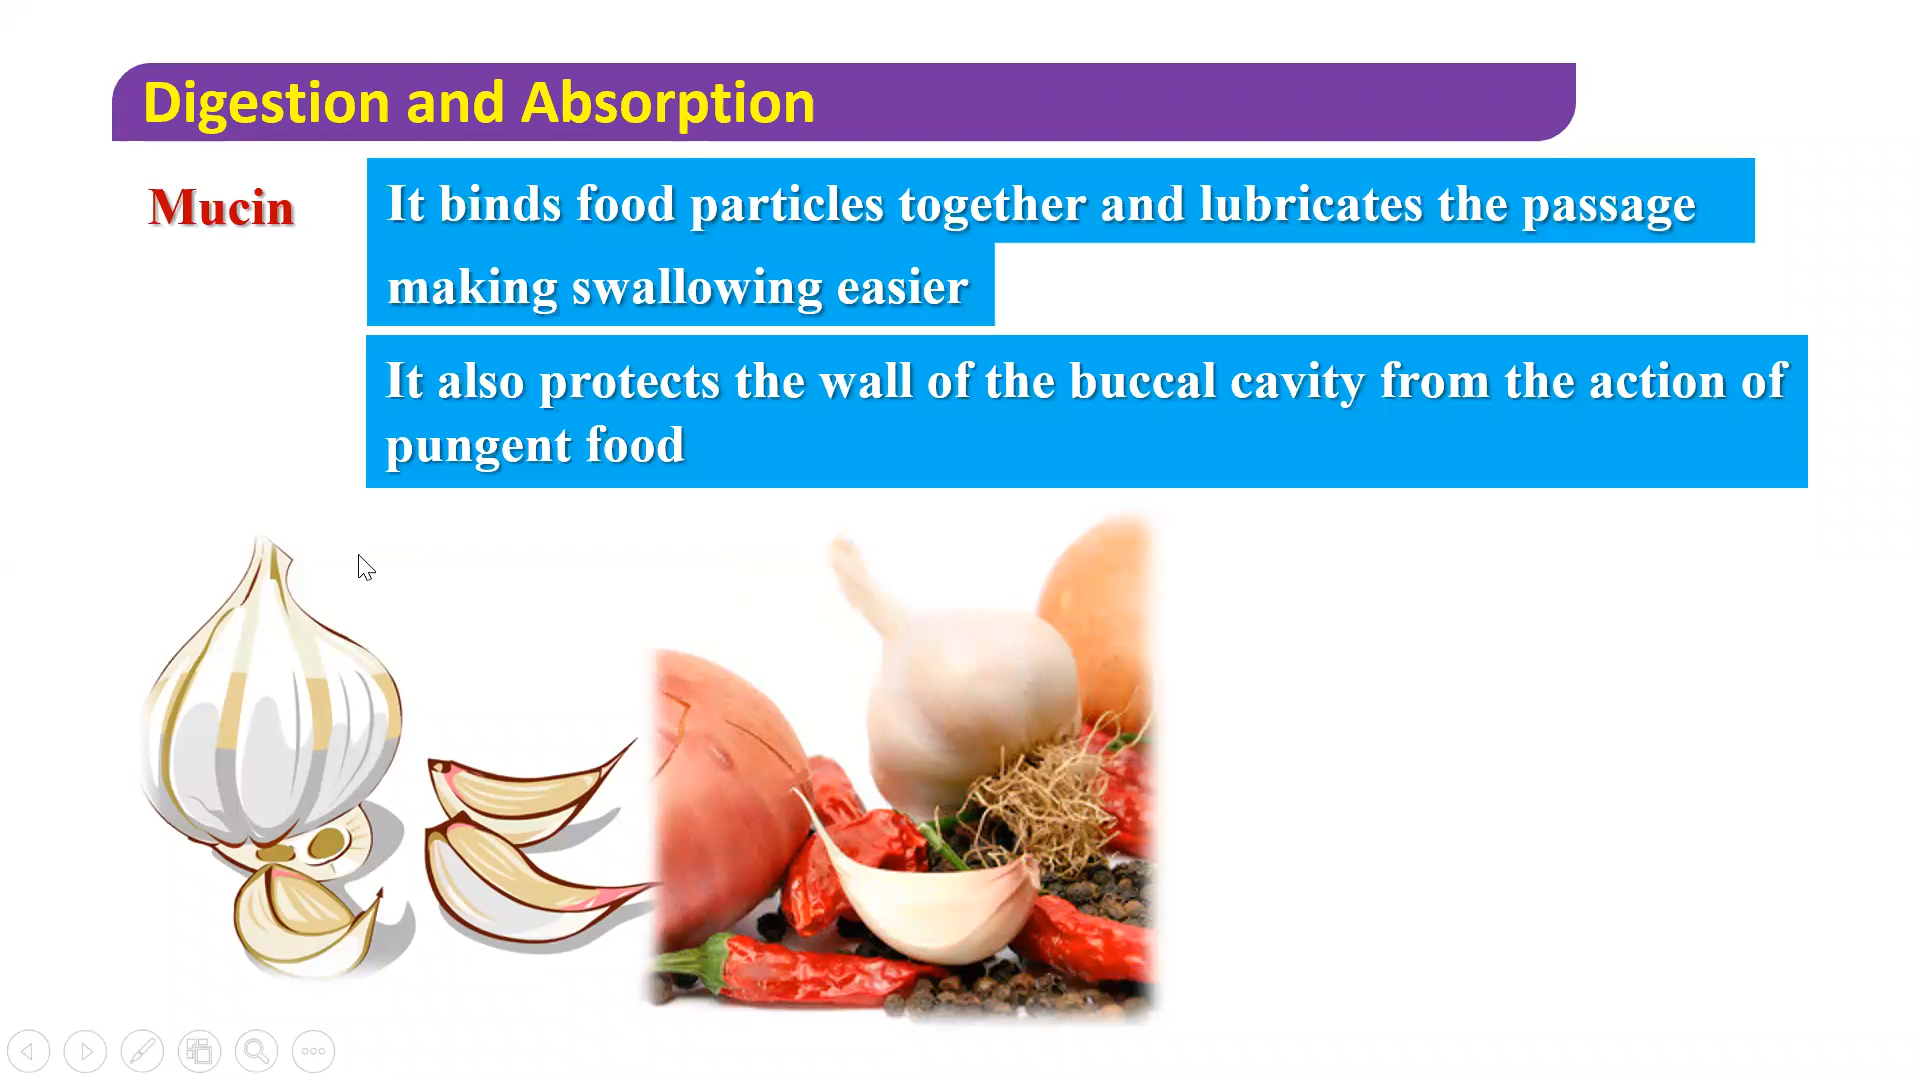 Digestion and Absorption
Mucin
It binds food particles together and lubricates the passage
making swallowing easier
It also protects the wall of the buccal cavity from the action of
pungent food